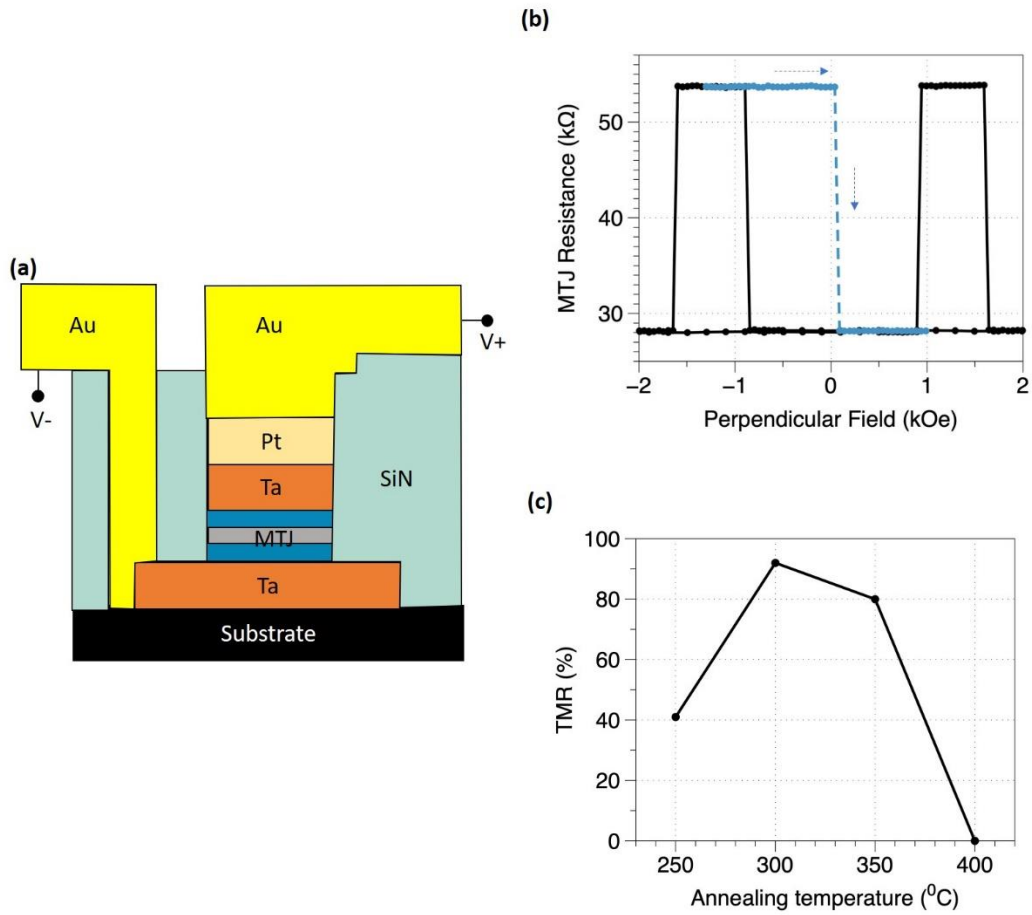 (a)
Au
Au
V-
V+
Pt
Ta
SiN
MTJ
Ta
Substrate
(b)
MTJ Resistance (kΩ)
50
40
30
−2
−1
0
1
2
Perpendicular Field (kOe)
(c)
TMR (%)
100
80
60
40
20
0
250
300
350
400
Annealing temperature (⁰C)